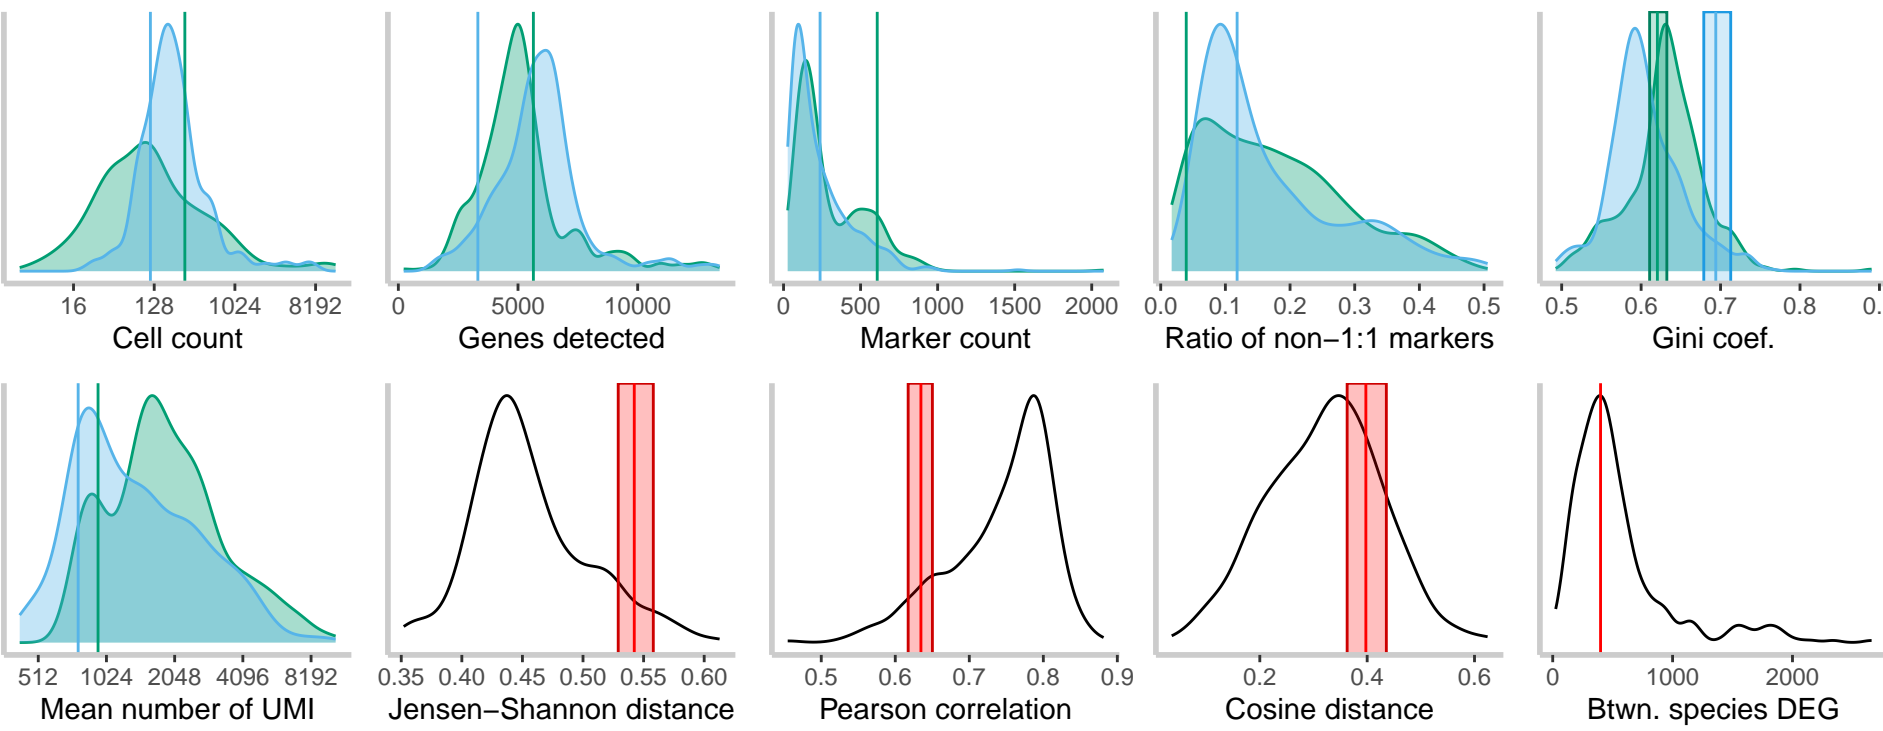 16 128 1024 8192
Cell count
0 5000 10000
Genes detected
0 500 1000 1500 2000
Marker count
0.0 0.1 0.2 0.3 0.4 0.5
Ratio of non−1:1 markers
0.5 0.6 0.7 0.8 0.
Gini coef.
512 1024 2048 4096 8192
Mean number of UMI
0.35 0.40 0.45 0.50 0.55 0.60
Jensen−Shannon distance
0.5 0.6 0.7 0.8 0.9
Pearson correlation
0.2 0.4 0.6
Cosine distance
0 1000 2000
Btwn. species DEG